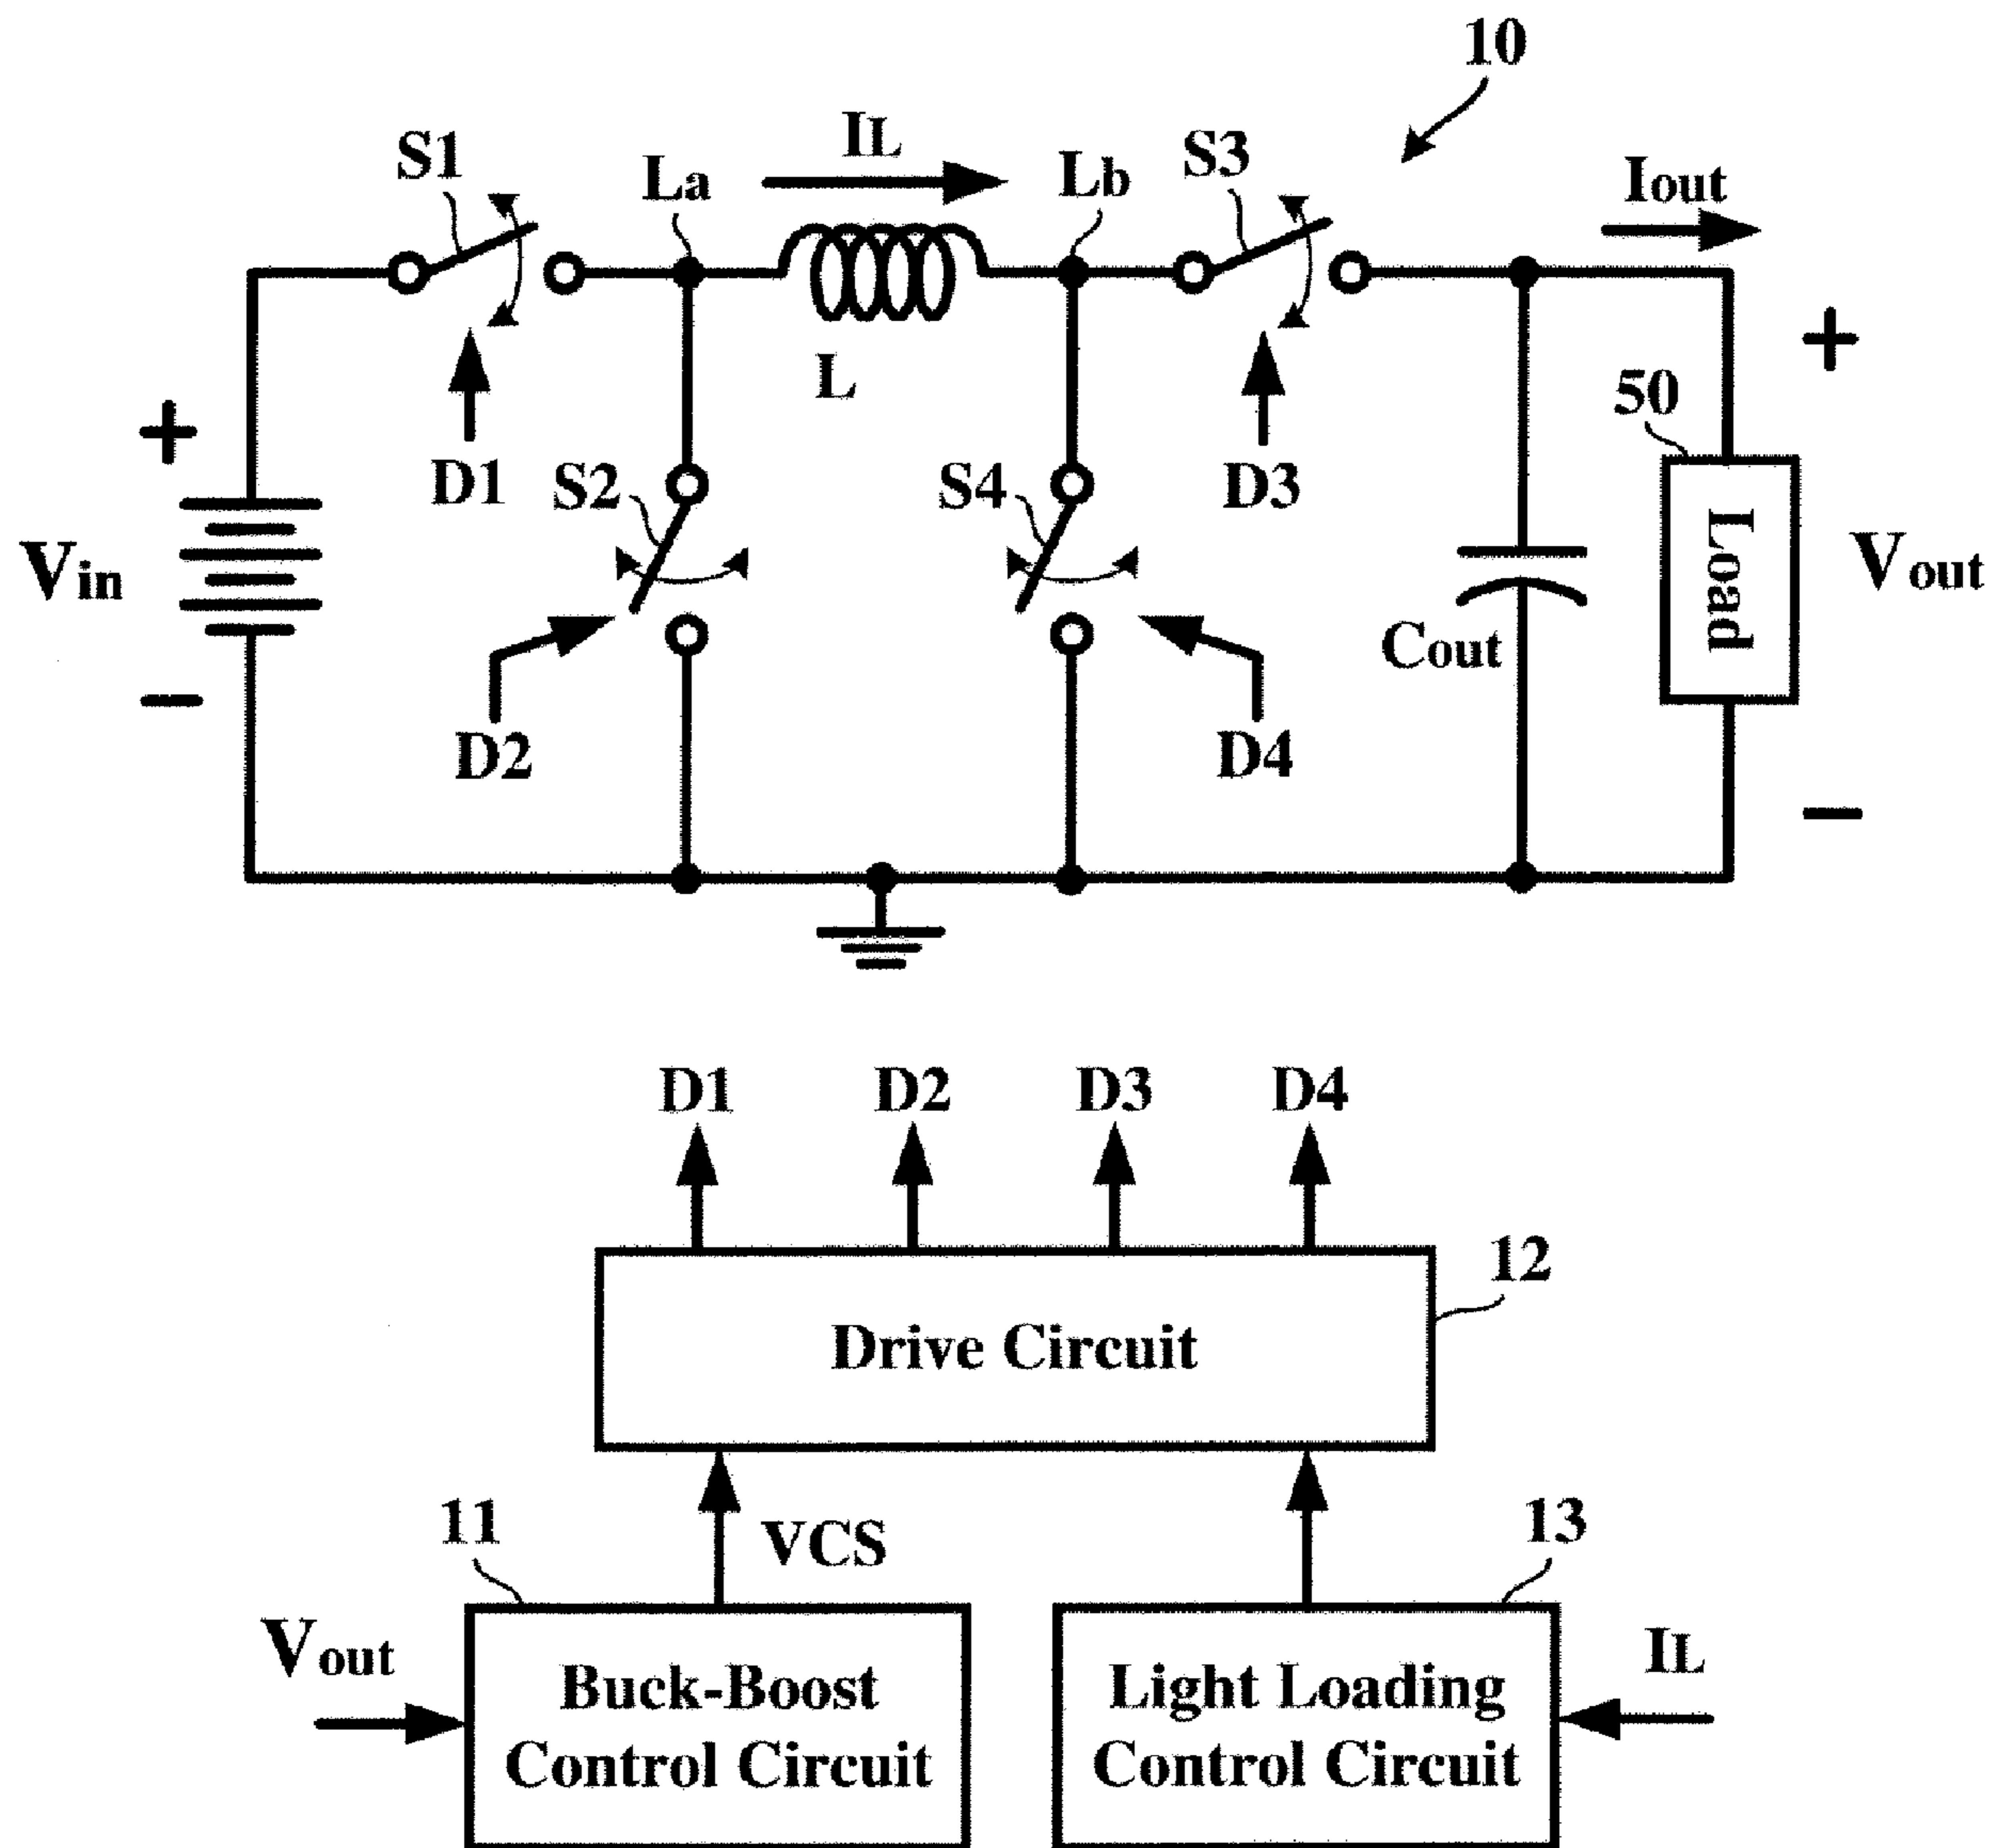 10
S1
IL
S3
La
Lb
Iout
+
L
+
50
D1
S2
S4
D3
Vin
Load
Vout
Cout
−
D2
D4
−
D1
D2
D3
D4
12
Drive Circuit
11
VCS
13
Vout
Buck-Boost
Control Circuit
Light Loading
Control Circuit
IL